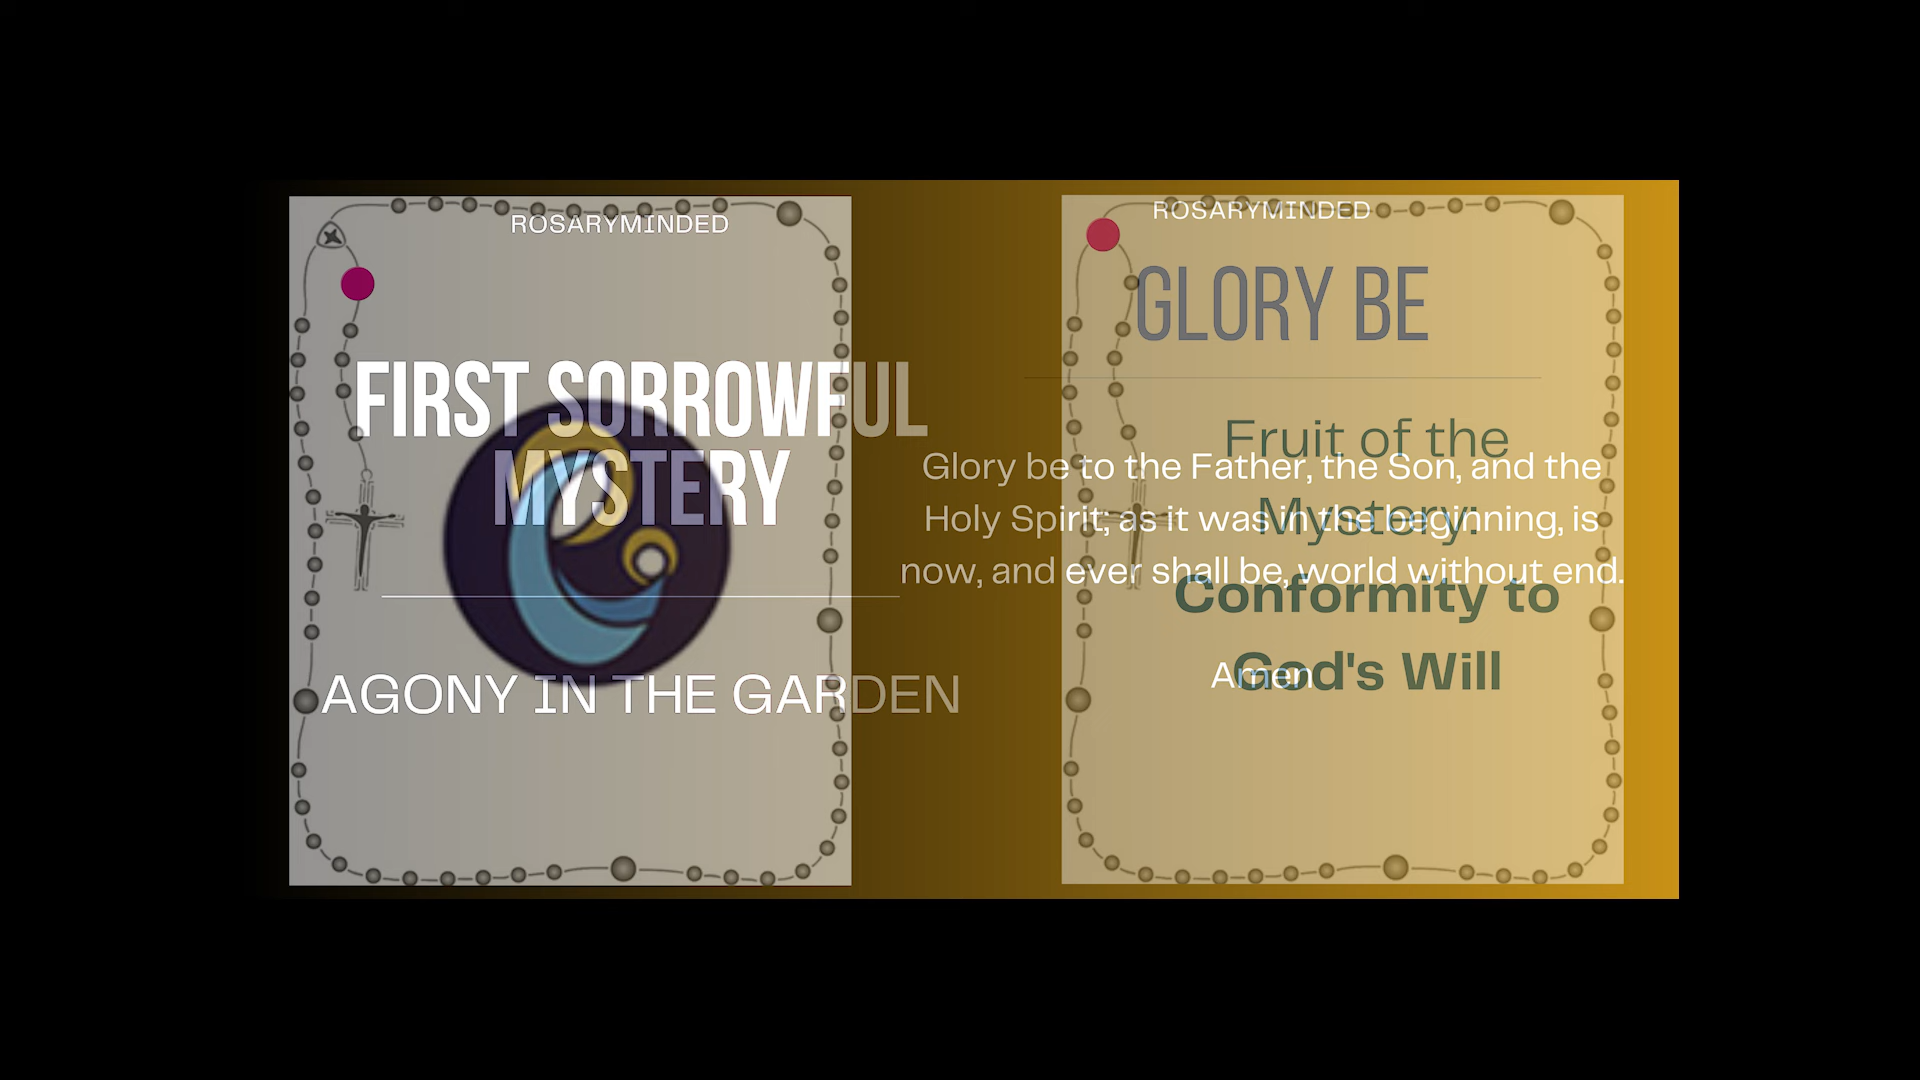 ROSARYMINDED
FIRST SORROWFUL
MYSTERY
AGONY IN THE GARDEN
ROSARYMINDED
GLORY BE
Glory be to the Father, the Son, and the
Holy Spirit; as it was in the beginning, is
now, and ever shall be, world without end.
Amen
Fruit of the
Mystery:
Conformity to
God's Will